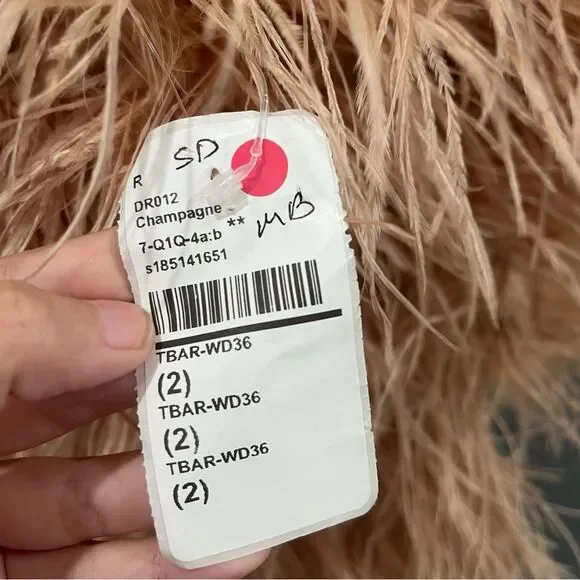 SD
R
DR012
Champagne
7-Q1Q-4a:b **
MB
s185141651
TBAR-WD36
(2)
TBAR-WD36
(2)
TBAR-WD36
(2)